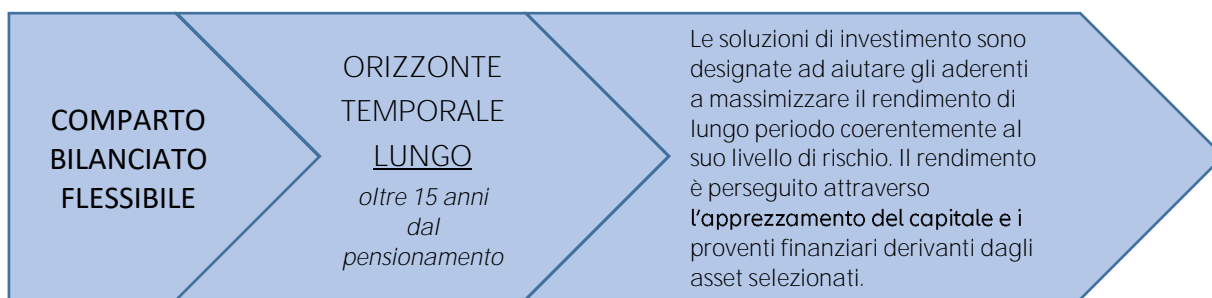 COMPARTO
BILANCIATO
FLESSIBILE
ORIZZONTE
TEMPORALE
LUNGO
oltre 15 anni
dal
pensionamento
Le soluzioni di investimento sono
designate ad aiutare gli aderenti
a massimizzare il rendimento di
lungo periodo coerentemente al
suo livello di rischio. Il rendimento
è perseguito attraverso
l’apprezzamento del capitale e i
proventi finanziari derivanti dagli
asset selezionati.